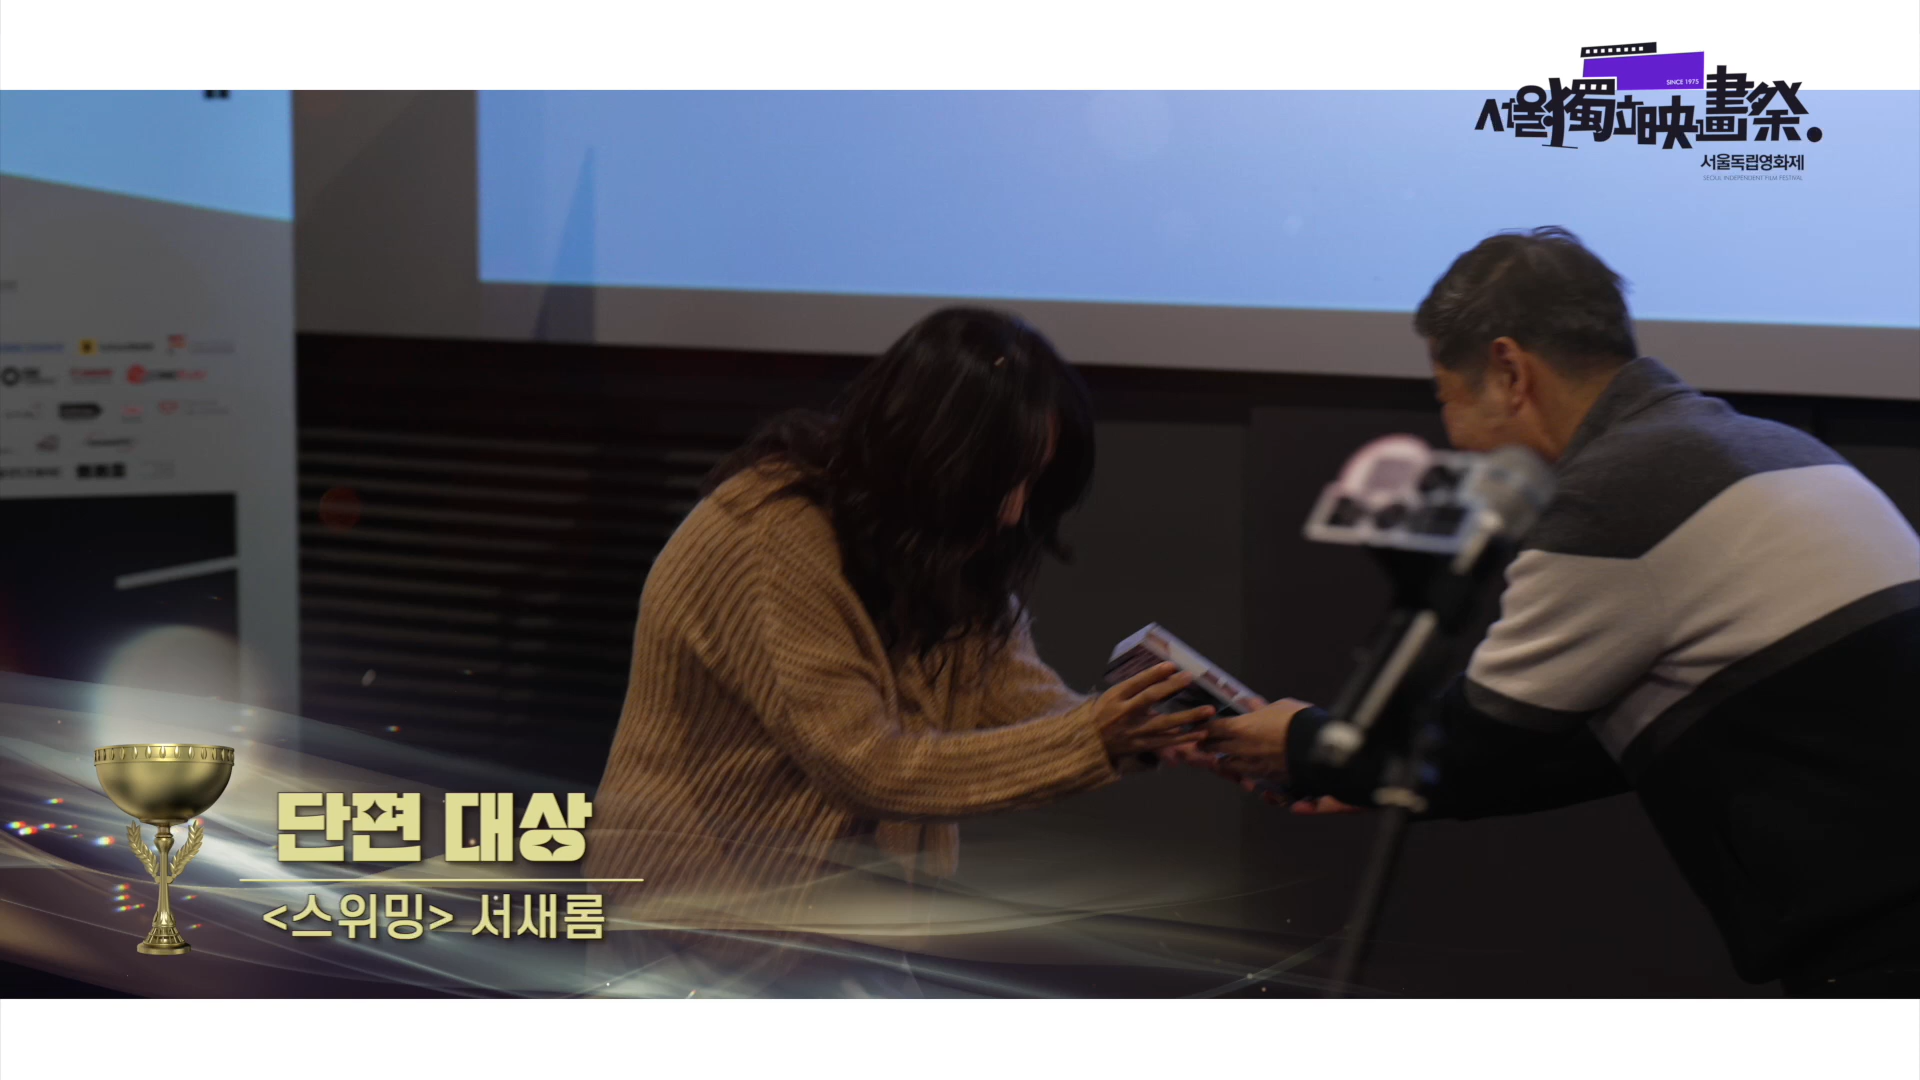 SINCE 1975
서울獨立映畫祭.
서울독립영화제
SEOUL INDEPENDENT FILM FESTIVAL
단편 대상
<스위밍> 서새롬